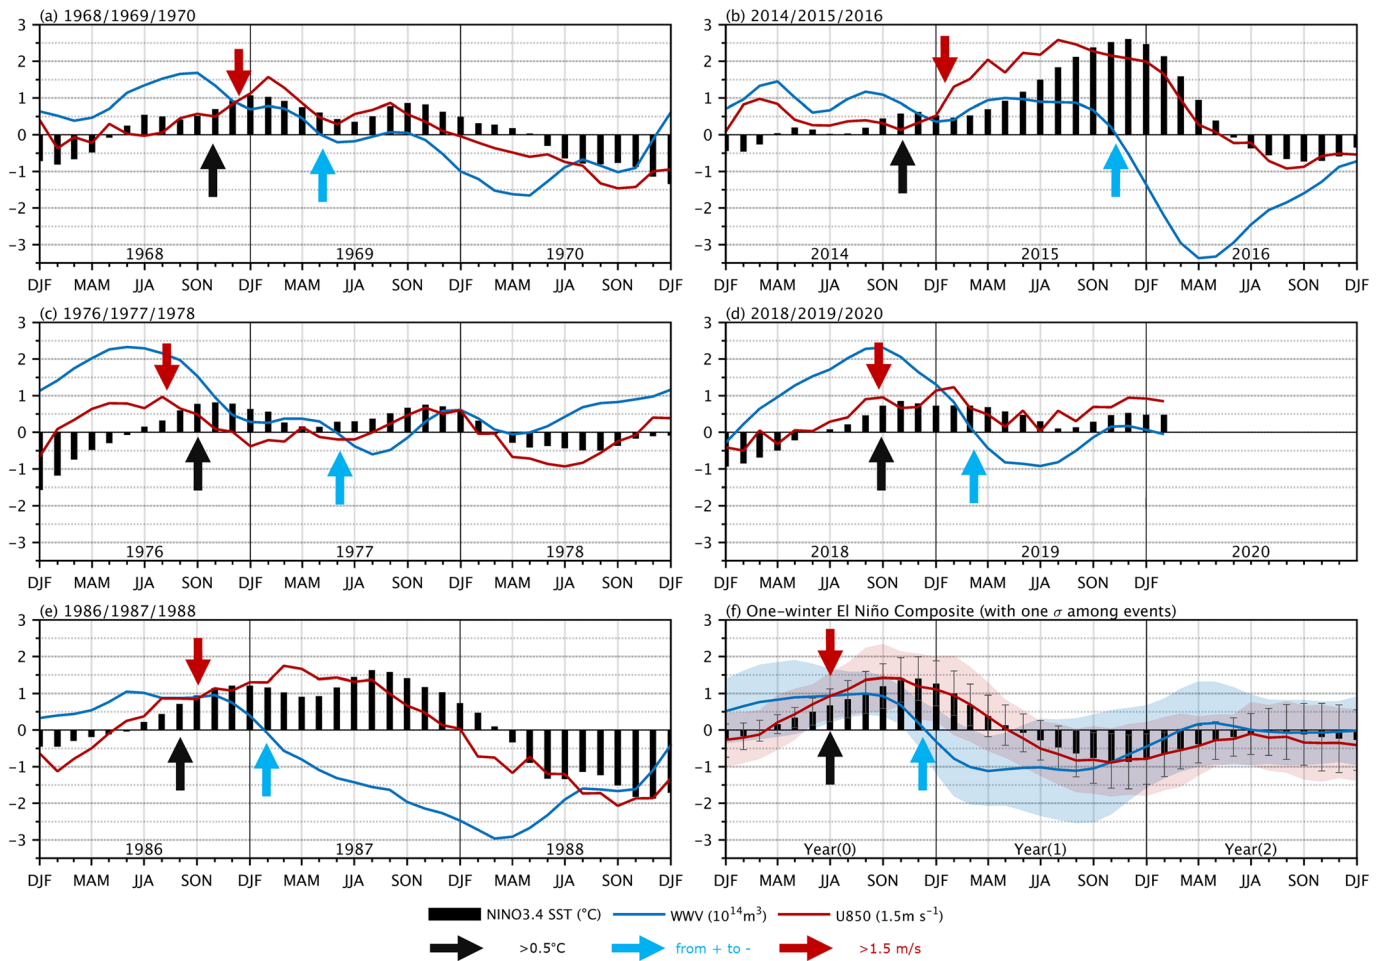 (a) 1968/1969/1970
3
2
1
0
-1
-2
-3
1968 1969 1970
DJF MAM JJA SON DJF MAM JJA SON DJF MAM JJA SON DJF
(b) 2014/2015/2016
3
2
1
0
-1
-2
-3
2014 2015 2016
DJF MAM JJA SON DJF MAM JJA SON DJF MAM JJA SON DJF
(c) 1976/1977/1978
3
2
1
0
-1
-2
-3
1976 1977 1978
DJF MAM JJA SON DJF MAM JJA SON DJF MAM JJA SON DJF
(d) 2018/2019/2020
3
2
1
0
-1
-2
-3
2018 2019 2020
DJF MAM JJA SON DJF MAM JJA SON DJF MAM JJA SON DJF
(e) 1986/1987/1988
3
2
1
0
-1
-2
-3
1986 1987 1988
DJF MAM JJA SON DJF MAM JJA SON DJF MAM JJA SON DJF
(f) One-winter El Niño Composite (with one σ among events)
3
2
1
0
-1
-2
-3
Year(0) Year(1) Year(2)
DJF MAM JJA SON DJF MAM JJA SON DJF MAM JJA SON DJF
NINO3.4 SST (°C) WWV (10¹⁴m³) U850 (1.5m s⁻¹)
>0.5°C from + to - >1.5 m/s